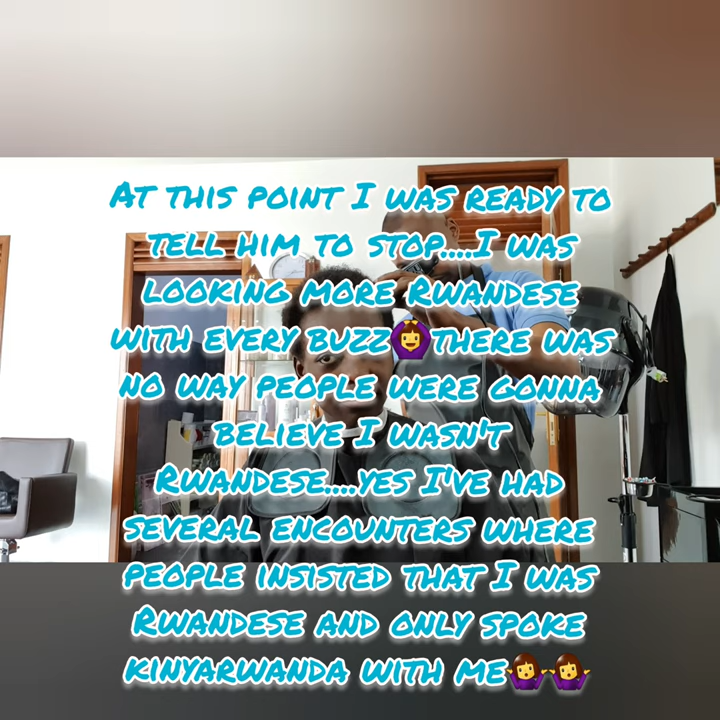 At this point I was ready to
tell him to stop....I was
looking more Rwandese
with every buzz🙆‍♀️there was
no way people were gonna
believe I wasn't
Rwandese....yes I've had
several encounters where
people insisted that I was
Rwandese and only spoke
kinyarwanda with me🤷‍♀️🤷‍♀️